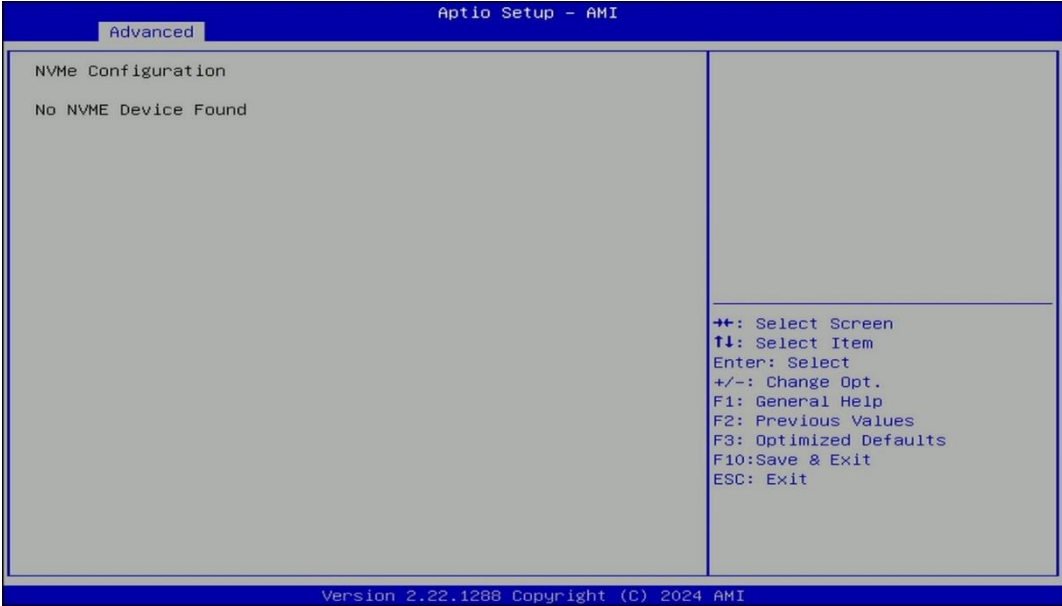 Aptio Setup – AMI
Advanced
NVMe Configuration
No NVME Device Found
→←: Select Screen
↑↓: Select Item
Enter: Select
+/-: Change Opt.
F1: General Help
F2: Previous Values
F3: Optimized Defaults
F10:Save & Exit
ESC: Exit
Version 2.22.1288 Copyright (C) 2024 AMI